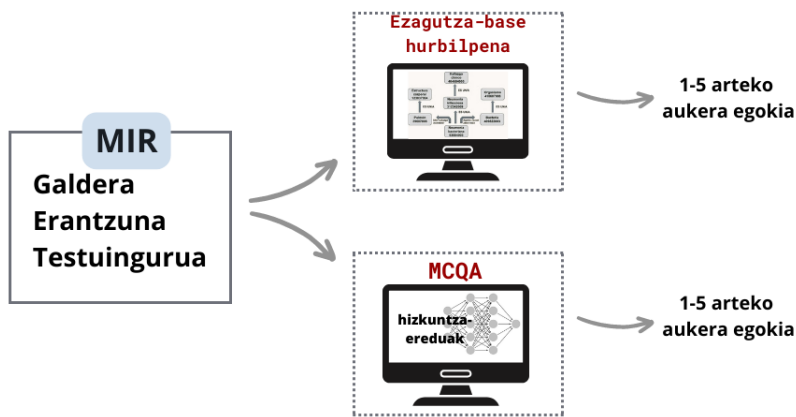 MIR
Galdera
Erantzuna
Testuingurua
Ezagutza-base
hurbilpena
1-5 arteko
aukera egokia
MCQA
hizkuntza-
ereduak
1-5 arteko
aukera egokia